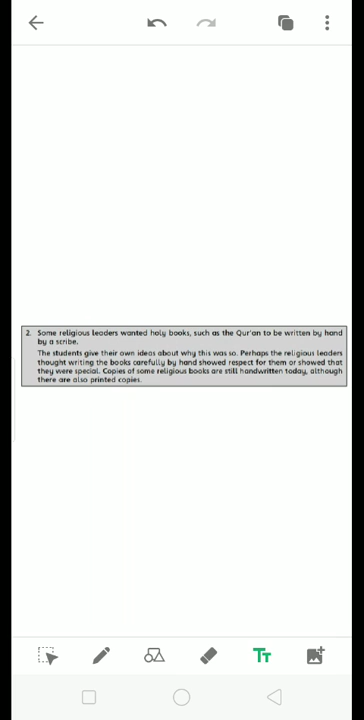 2. Some religious leaders wanted holy books, such as the Qur'an to be written by hand
by a scribe.
The students give their own ideas about why this was so. Perhaps the religious leaders
thought writing the books carefully by hand showed respect for them or showed that
they were special. Copies of some religious books are still handwritten today, although
there are also printed copies.
Tт